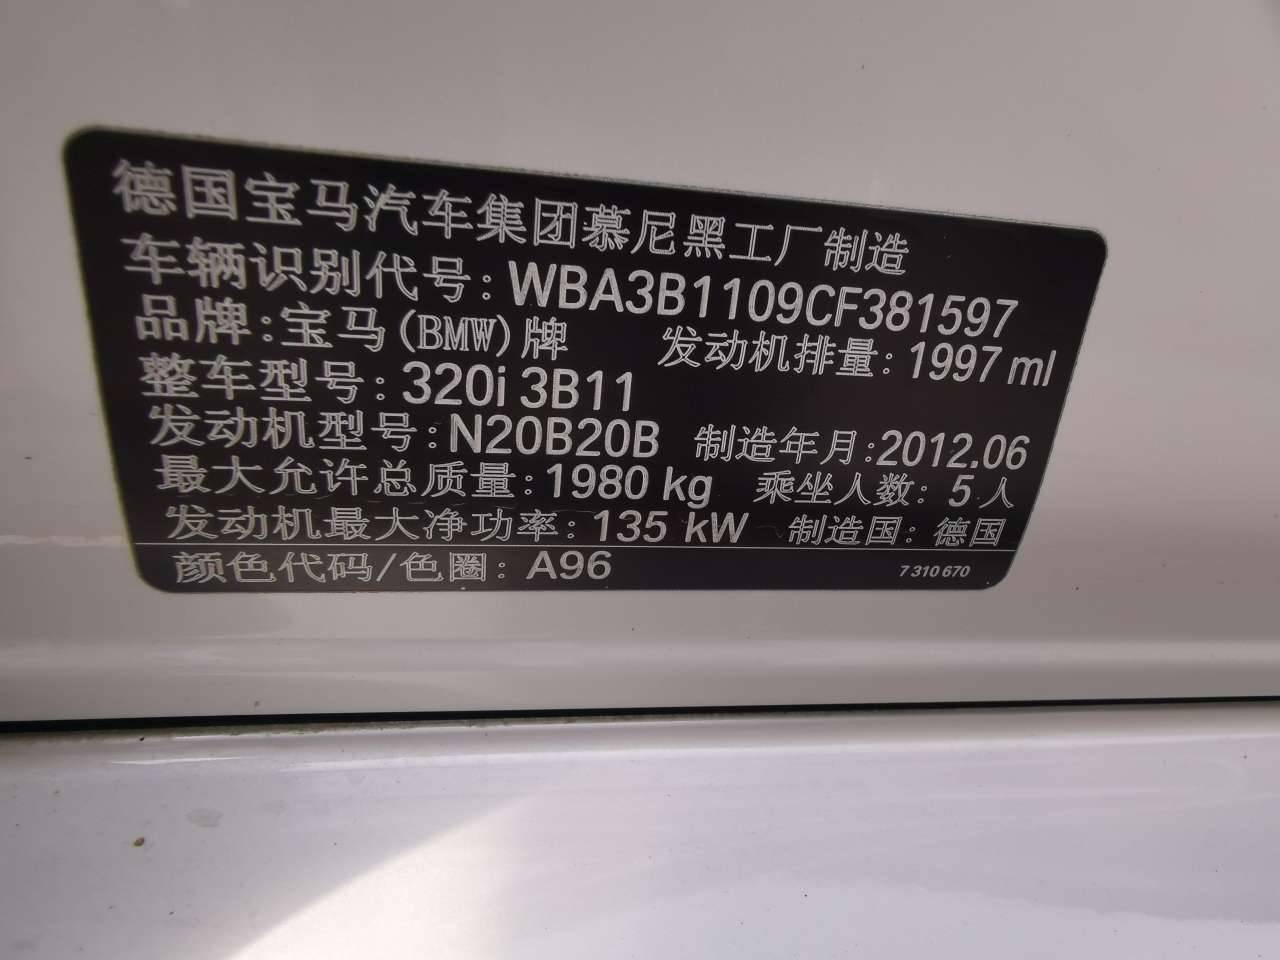 德国宝马汽车集团慕尼黑工厂制造
车辆识别代号:WBA3B1109CF381597
品牌:宝马(BMW)牌 发动机排量:1997 ml
整车型号:320i 3B11
发动机型号:N20B20B 制造年月:2012.06
最大允许总质量:1980 kg 乘坐人数: 5 人
发动机最大净功率:135 kW 制造国:德国
颜色代码/色圈: A96 7 310 670